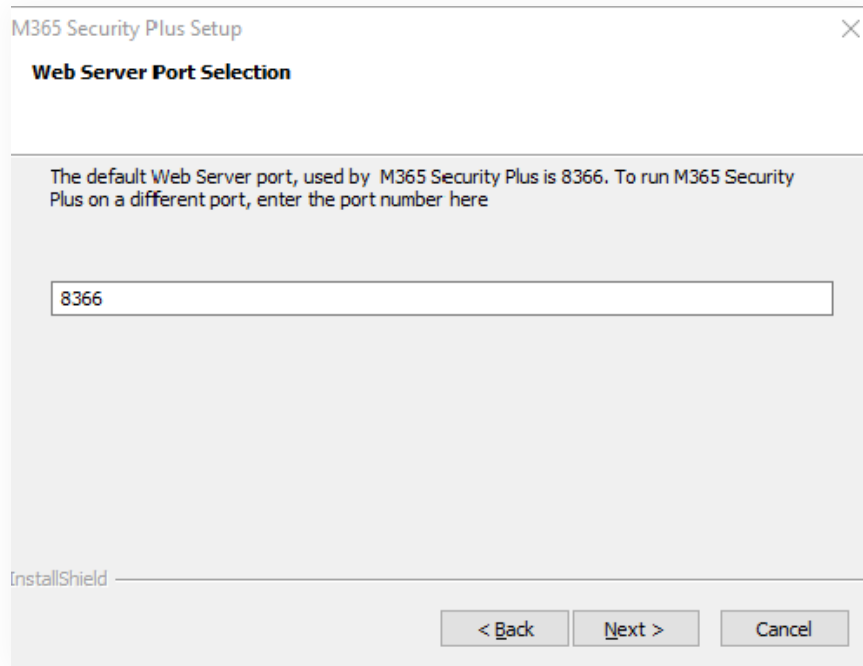 M365 Security Plus Setup
Web Server Port Selection
The default Web Server port, used by M365 Security Plus is 8366. To run M365 Security
Plus on a different port, enter the port number here
8366
InstallShield
< Back
Next >
Cancel